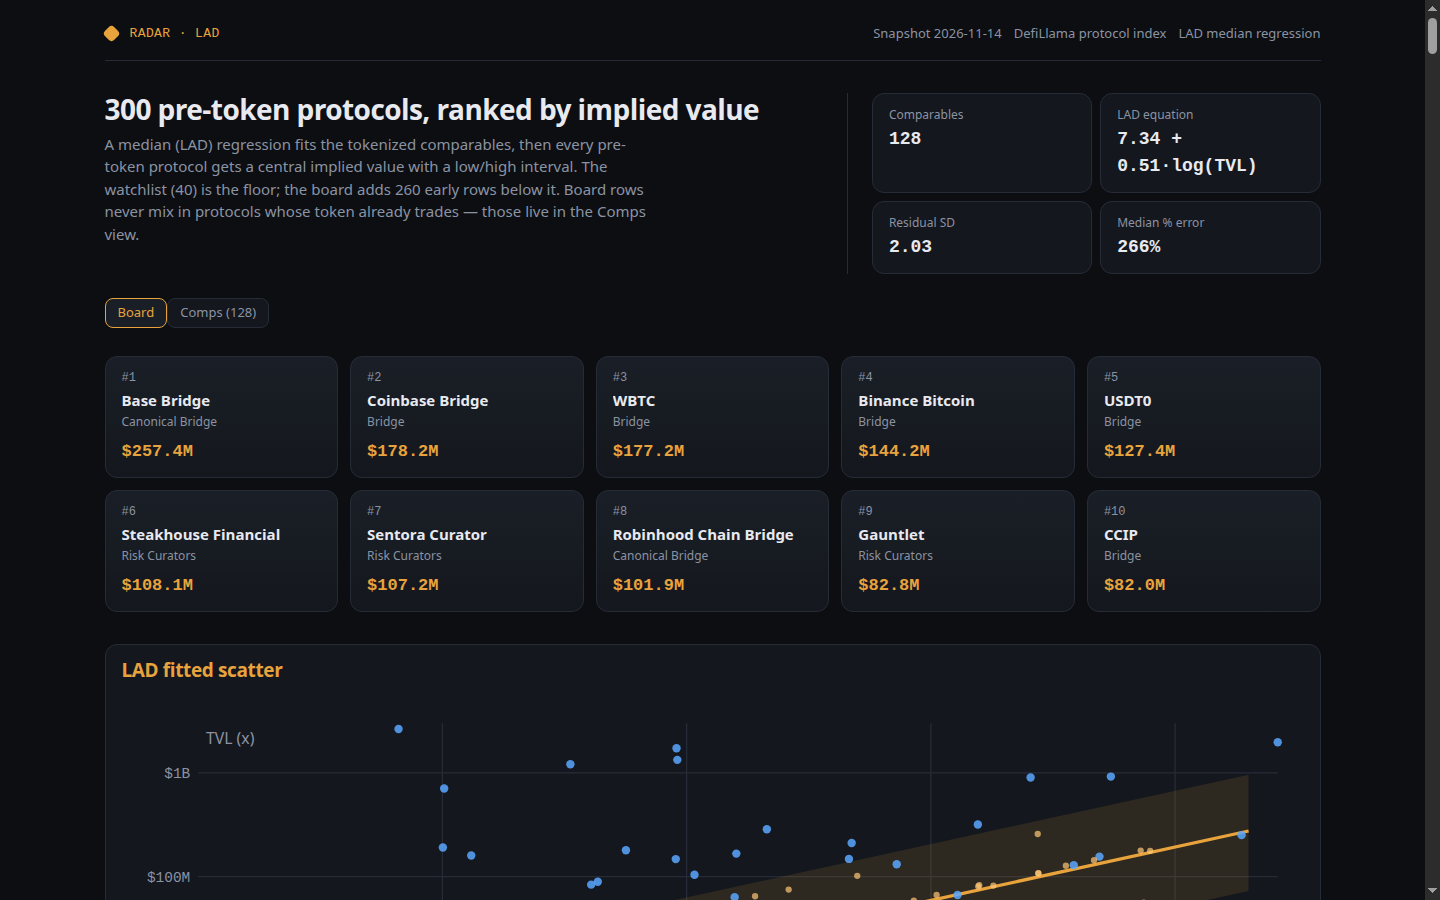 RADAR · LAD
Snapshot 2026-11-14 DefiLlama protocol index LAD median regression
300 pre-token protocols, ranked by implied value
A median (LAD) regression fits the tokenized comparables, then every pre-
token protocol gets a central implied value with a low/high interval. The
watchlist (40) is the floor; the board adds 260 early rows below it. Board rows
never mix in protocols whose token already trades — those live in the Comps
view.
Comparables
128
LAD equation
7.34 +
0.51·log(TVL)
Residual SD
2.03
Median % error
266%
Board
Comps (128)
#1
Base Bridge
Canonical Bridge
$257.4M
#2
Coinbase Bridge
Bridge
$178.2M
#3
WBTC
Bridge
$177.2M
#4
Binance Bitcoin
Bridge
$144.2M
#5
USDT0
Bridge
$127.4M
#6
Steakhouse Financial
Risk Curators
$108.1M
#7
Sentora Curator
Risk Curators
$107.2M
#8
Robinhood Chain Bridge
Canonical Bridge
$101.9M
#9
Gauntlet
Risk Curators
$82.8M
#10
CCIP
Bridge
$82.0M
LAD fitted scatter
TVL (x)
$1B
$100M